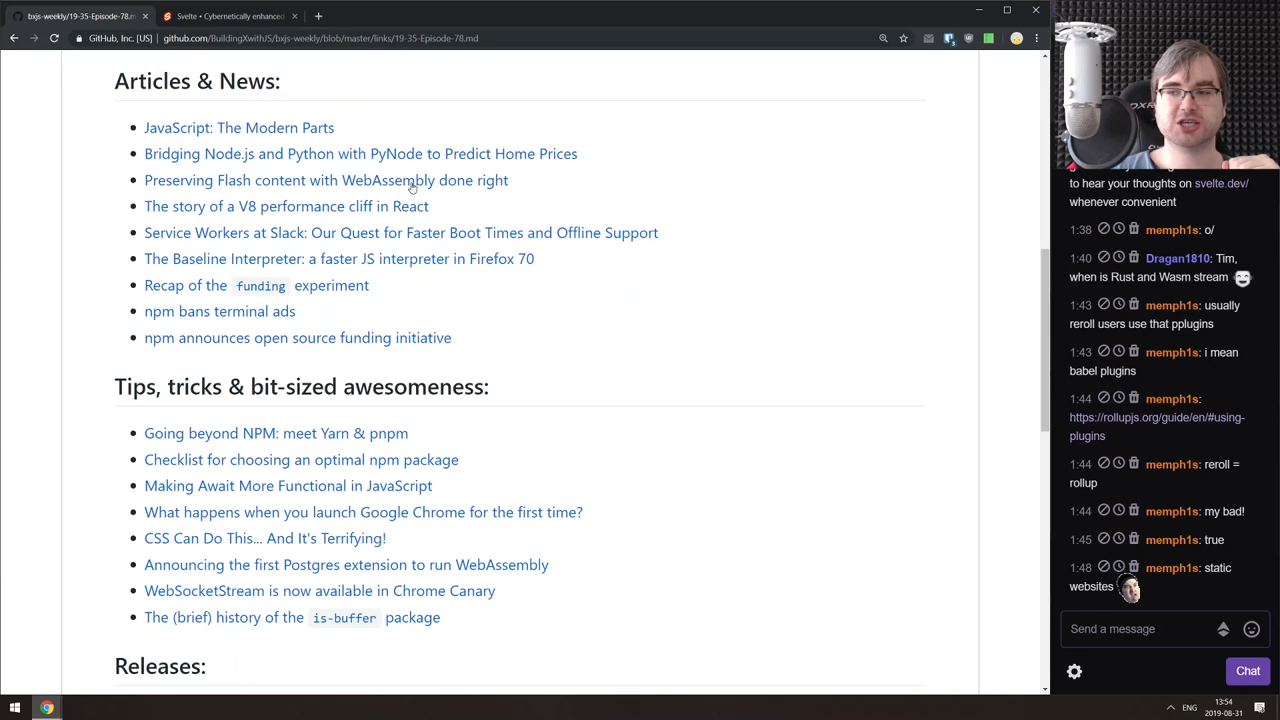 bxjs-weekly/19-35-Episode-78.m
Svelte • Cybernetically enhanced
GitHub, Inc. [US]
github.com/BuildingXwithJS/bxjs-weekly/blob/master/links/19-35-Episode-78.md
Articles & News:
JavaScript: The Modern Parts
Bridging Node.js and Python with PyNode to Predict Home Prices
Preserving Flash content with WebAssembly done right
The story of a V8 performance cliff in React
Service Workers at Slack: Our Quest for Faster Boot Times and Offline Support
The Baseline Interpreter: a faster JS interpreter in Firefox 70
Recap of the funding experiment
npm bans terminal ads
npm announces open source funding initiative
Tips, tricks & bit-sized awesomeness:
Going beyond NPM: meet Yarn & pnpm
Checklist for choosing an optimal npm package
Making Await More Functional in JavaScript
What happens when you launch Google Chrome for the first time?
CSS Can Do This... And It's Terrifying!
Announcing the first Postgres extension to run WebAssembly
WebSocketStream is now available in Chrome Canary
The (brief) history of the is-buffer package
Releases:
to hear your thoughts on svelte.dev/
whenever convenient
1:38 memph1s: o/
1:40 Dragan1810: Tim,
when is Rust and Wasm stream
1:43 memph1s: usually
reroll users use that pplugins
1:43 memph1s: i mean
babel plugins
1:44 memph1s:
https://rollupjs.org/guide/en/#using-
plugins
1:44 memph1s: reroll =
rollup
1:44 memph1s: my bad!
1:45 memph1s: true
1:48 memph1s: static
websites
Send a message
Chat
ENG
13:54
2019-08-31